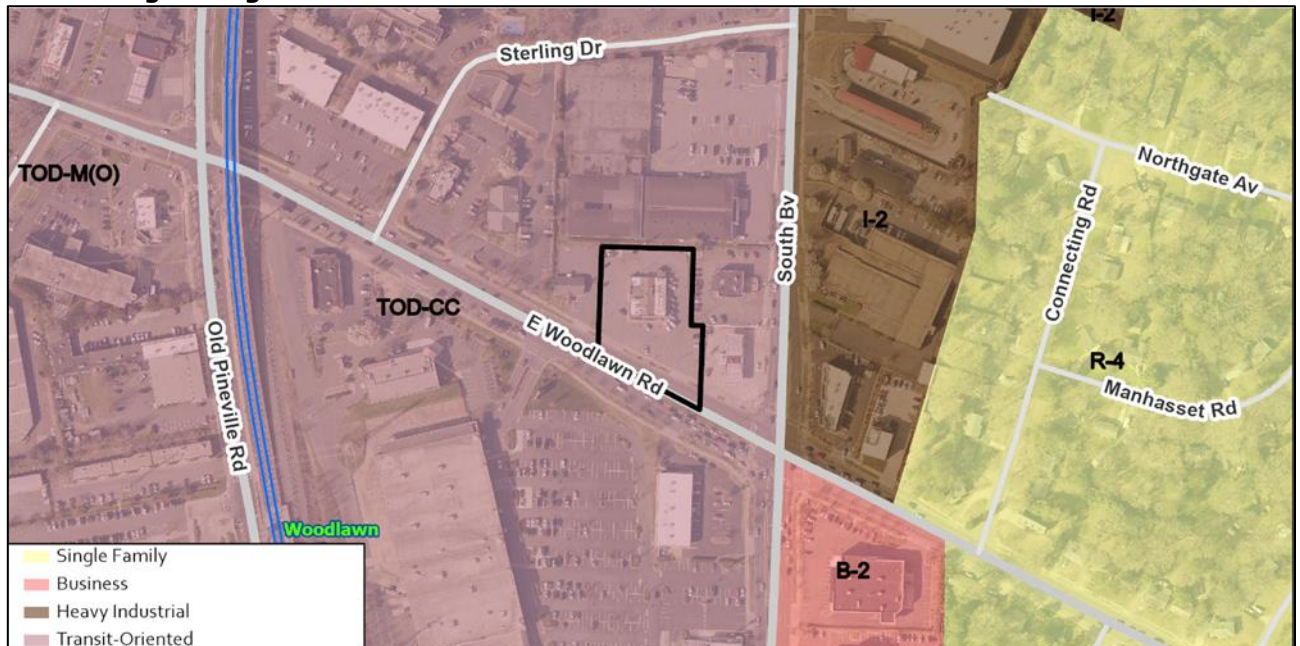 I-2
Sterling Dr
TOD-M(O)
Northgate Av
I-2
South Bv
Connecting Rd
TOD-CC
E Woodlawn Rd
Old Pineville Rd
R-4
Manhasset Rd
Woodlawn
B-2
Single Family
Business
Heavy Industrial
Transit-Oriented